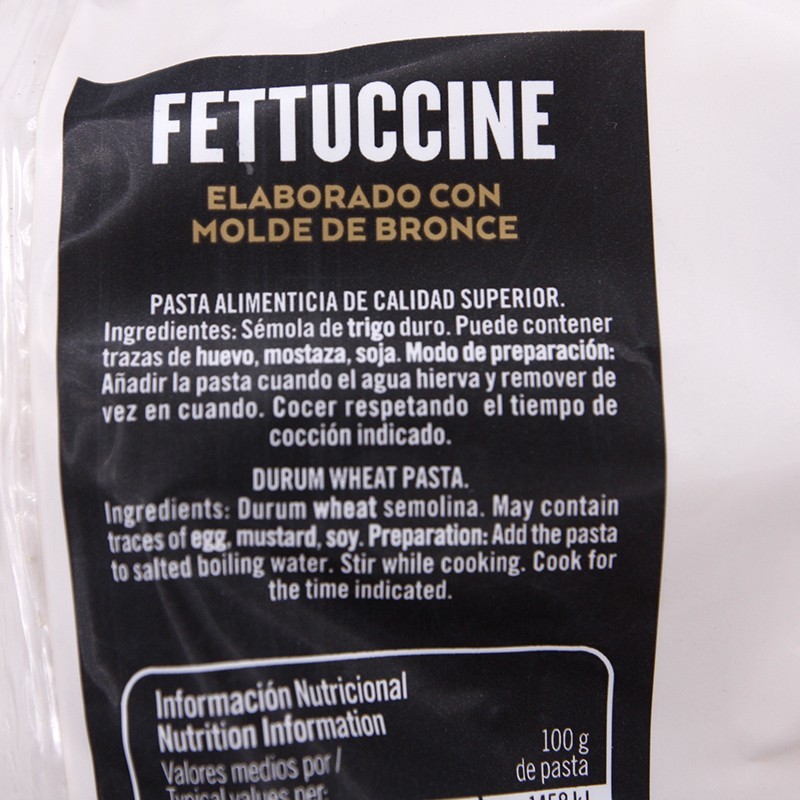 FETTUCCINE
ELABORADO CON
MOLDE DE BRONCE
PASTA ALIMENTICIA DE CALIDAD SUPERIOR.
Ingredientes: Sémola de trigo duro. Puede contener
trazas de huevo, mostaza, soja. Modo de preparación:
Añadir la pasta cuando el agua hierva y remover de
vez en cuando. Cocer respetando el tiempo de
cocción indicado.
DURUM WHEAT PASTA.
Ingredients: Durum wheat semolina. May contain
traces of egg, mustard, soy. Preparation: Add the pasta
to salted boiling water. Stir while cooking. Cook for
the time indicated.
Información Nutricional
Nutrition Information
Valores medios por /
Typical values per:
100 g
de pasta